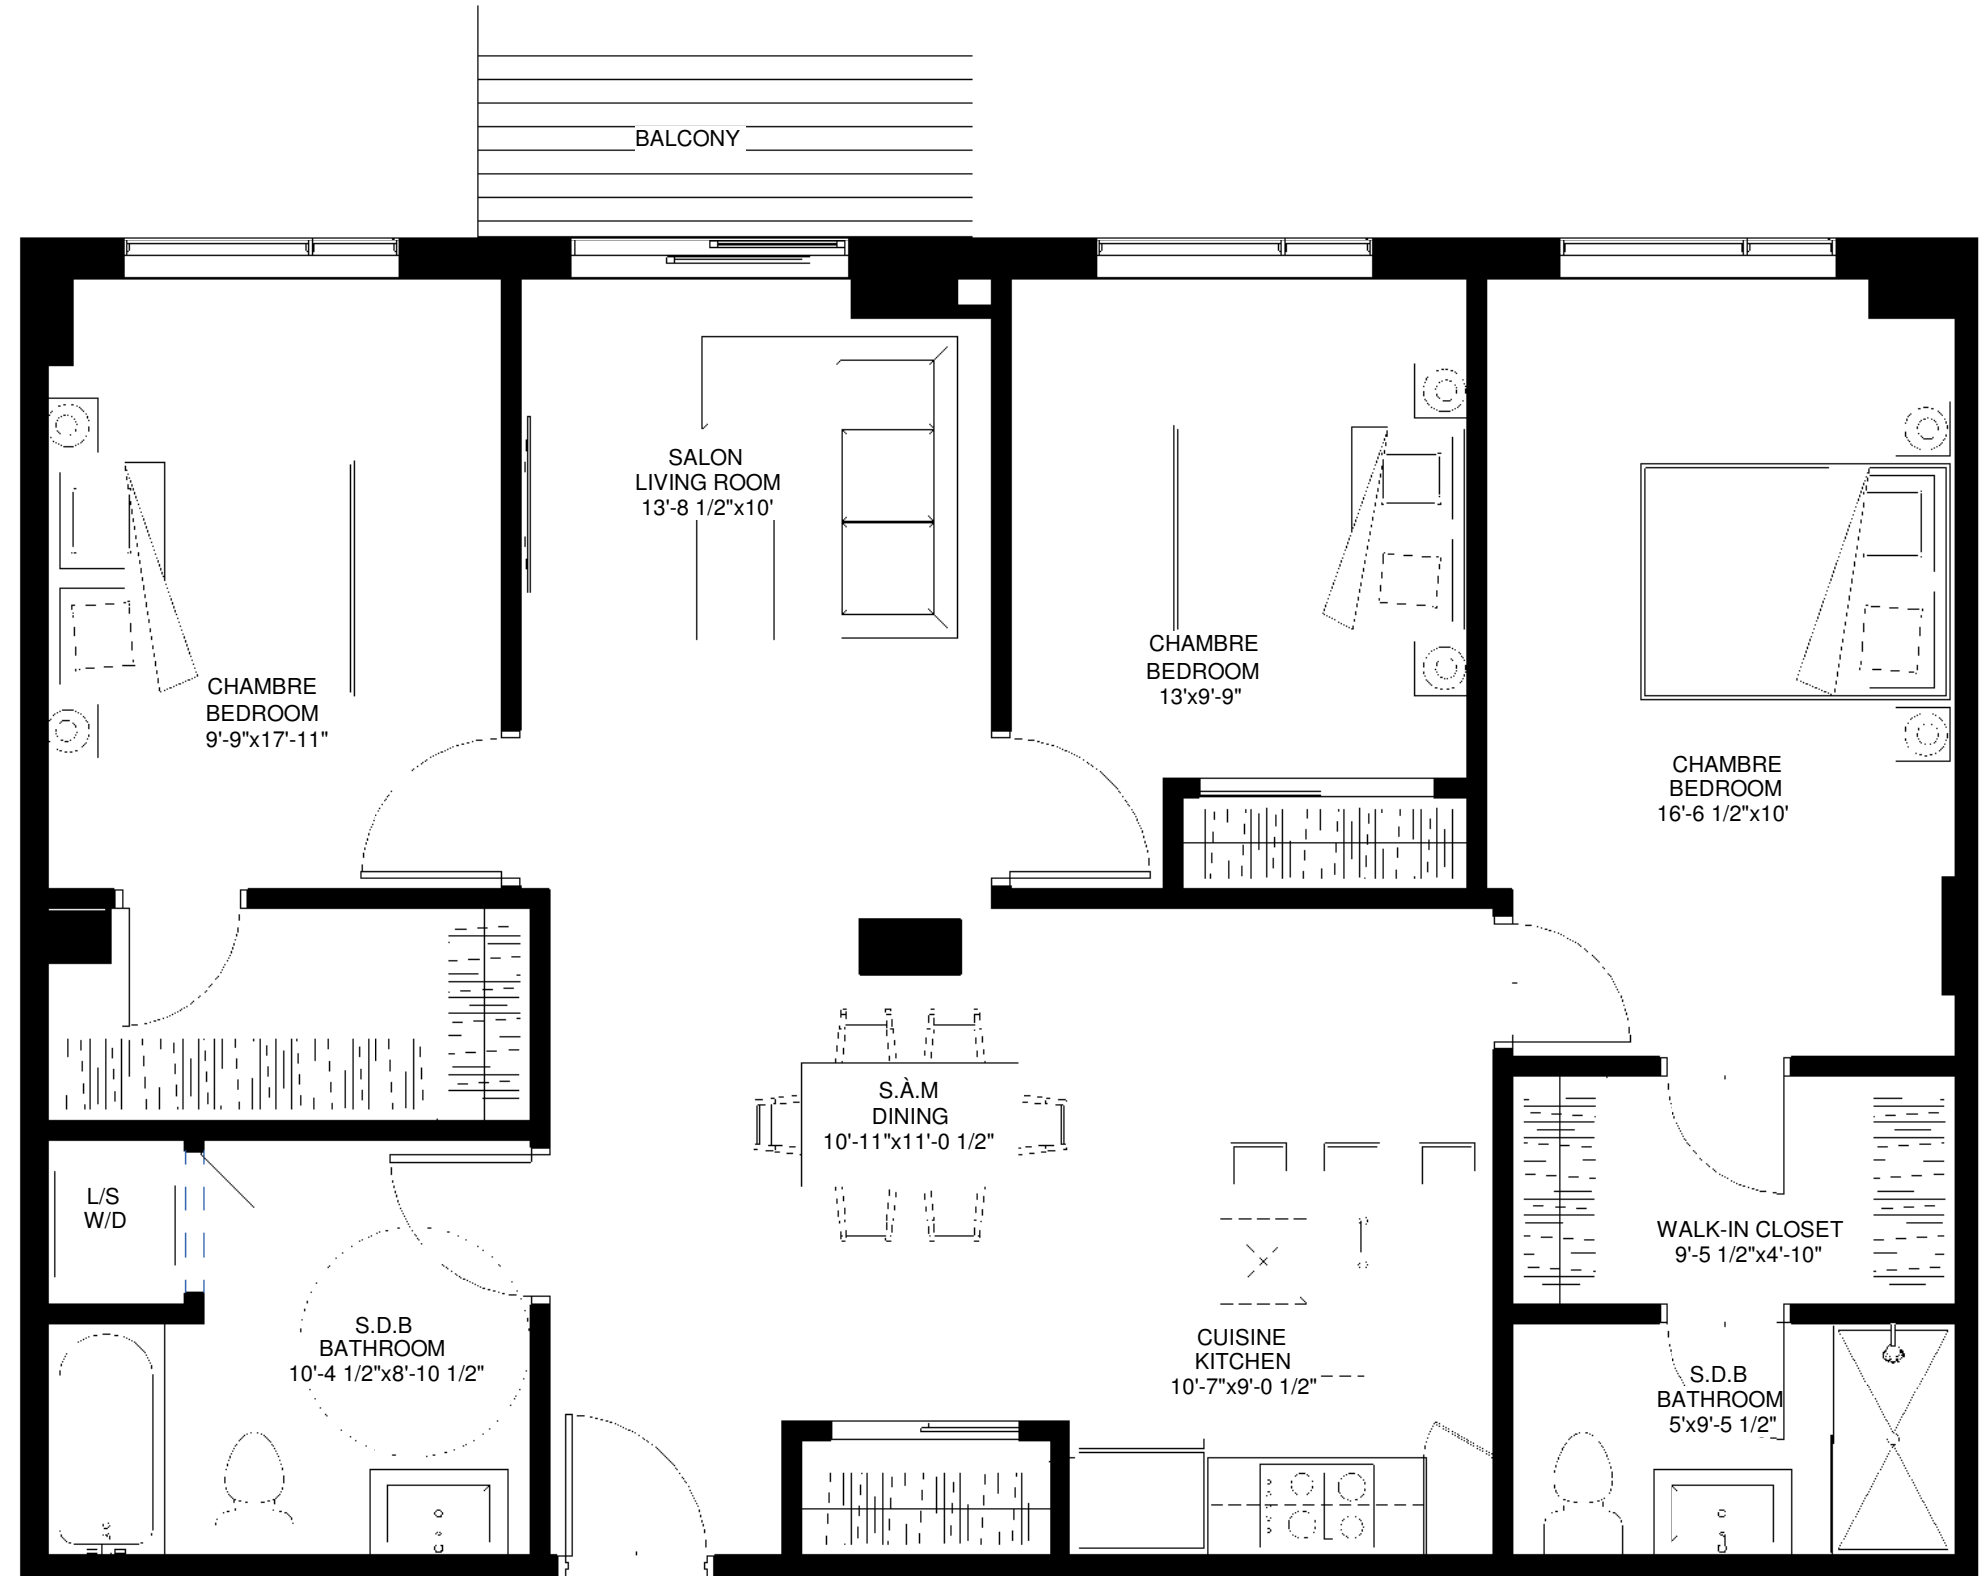 BALCONY
SALON
LIVING ROOM
13'-8 1/2"x10'
CHAMBRE
BEDROOM
13'x9'-9"
CHAMBRE
BEDROOM
9'-9"x17'-11"
CHAMBRE
BEDROOM
16'-6 1/2"x10'
S.À.M
DINING
10'-11"x11'-0 1/2"
L/S
W/D
WALK-IN CLOSET
9'-5 1/2"x4'-10"
S.D.B
BATHROOM
10'-4 1/2"x8'-10 1/2"
CUISINE
KITCHEN
10'-7"x9'-0 1/2"
S.D.B
BATHROOM
5'x9'-5 1/2"